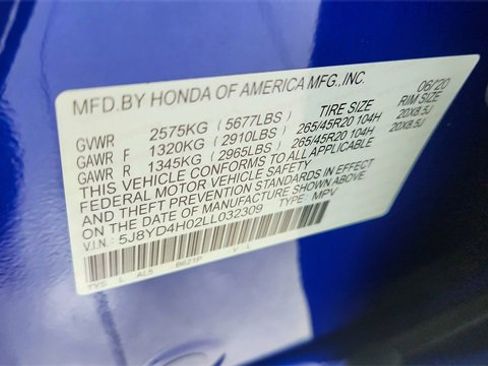 MFD.BY HONDA OF AMERICA MFG.,INC. 06/20
TIRE SIZE RIM SIZE
GVWR 2575KG (5677LBS)
GAWR F 1320KG (2910LBS) 265/45R20 104H 20X8.5J
GAWR R 1345KG (2965LBS) 265/45R20 104H 20X8.5J
THIS VEHICLE CONFORMS TO ALL APPLICABLE
FEDERAL MOTOR VEHICLE SAFETY
AND THEFT PREVENTION STANDARDS IN EFFECT
ON THE DATE OF MANUFACTURE SHOWN ABOVE
V.I.N.: 5J8YD4H02LL032309 TYPE: MPV
TYS L AL5 B621P V L